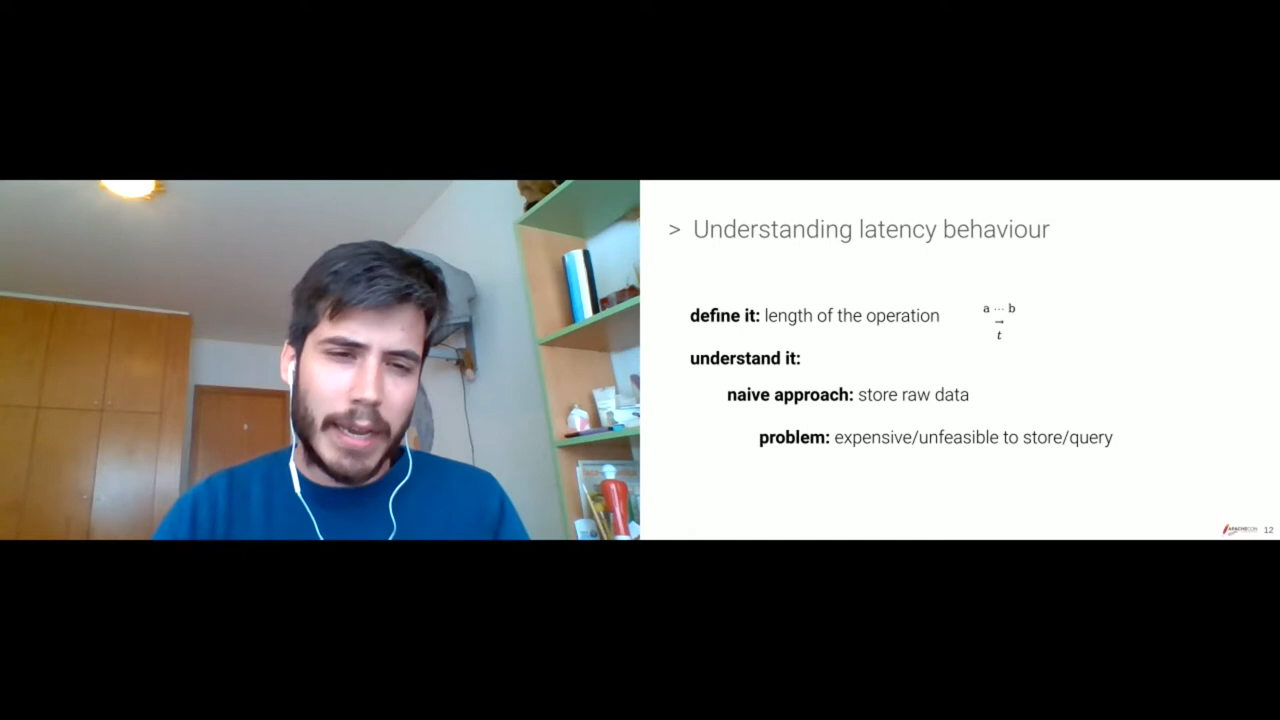 > Understanding latency behaviour
define it: length of the operation
a ··· b
→
t
understand it:
naive approach: store raw data
problem: expensive/unfeasible to store/query
APACHECON
12